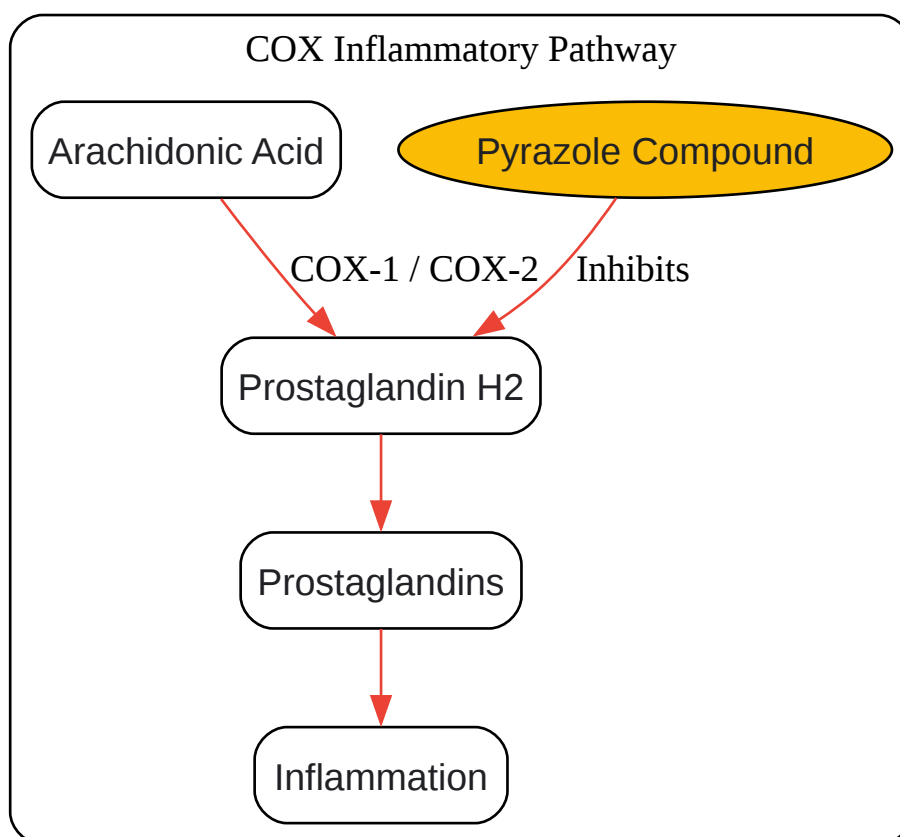 COX Inflammatory Pathway
Arachidonic Acid
Pyrazole Compound
COX-1 / COX-2
Inhibits
Prostaglandin H2
Prostaglandins
Inflammation